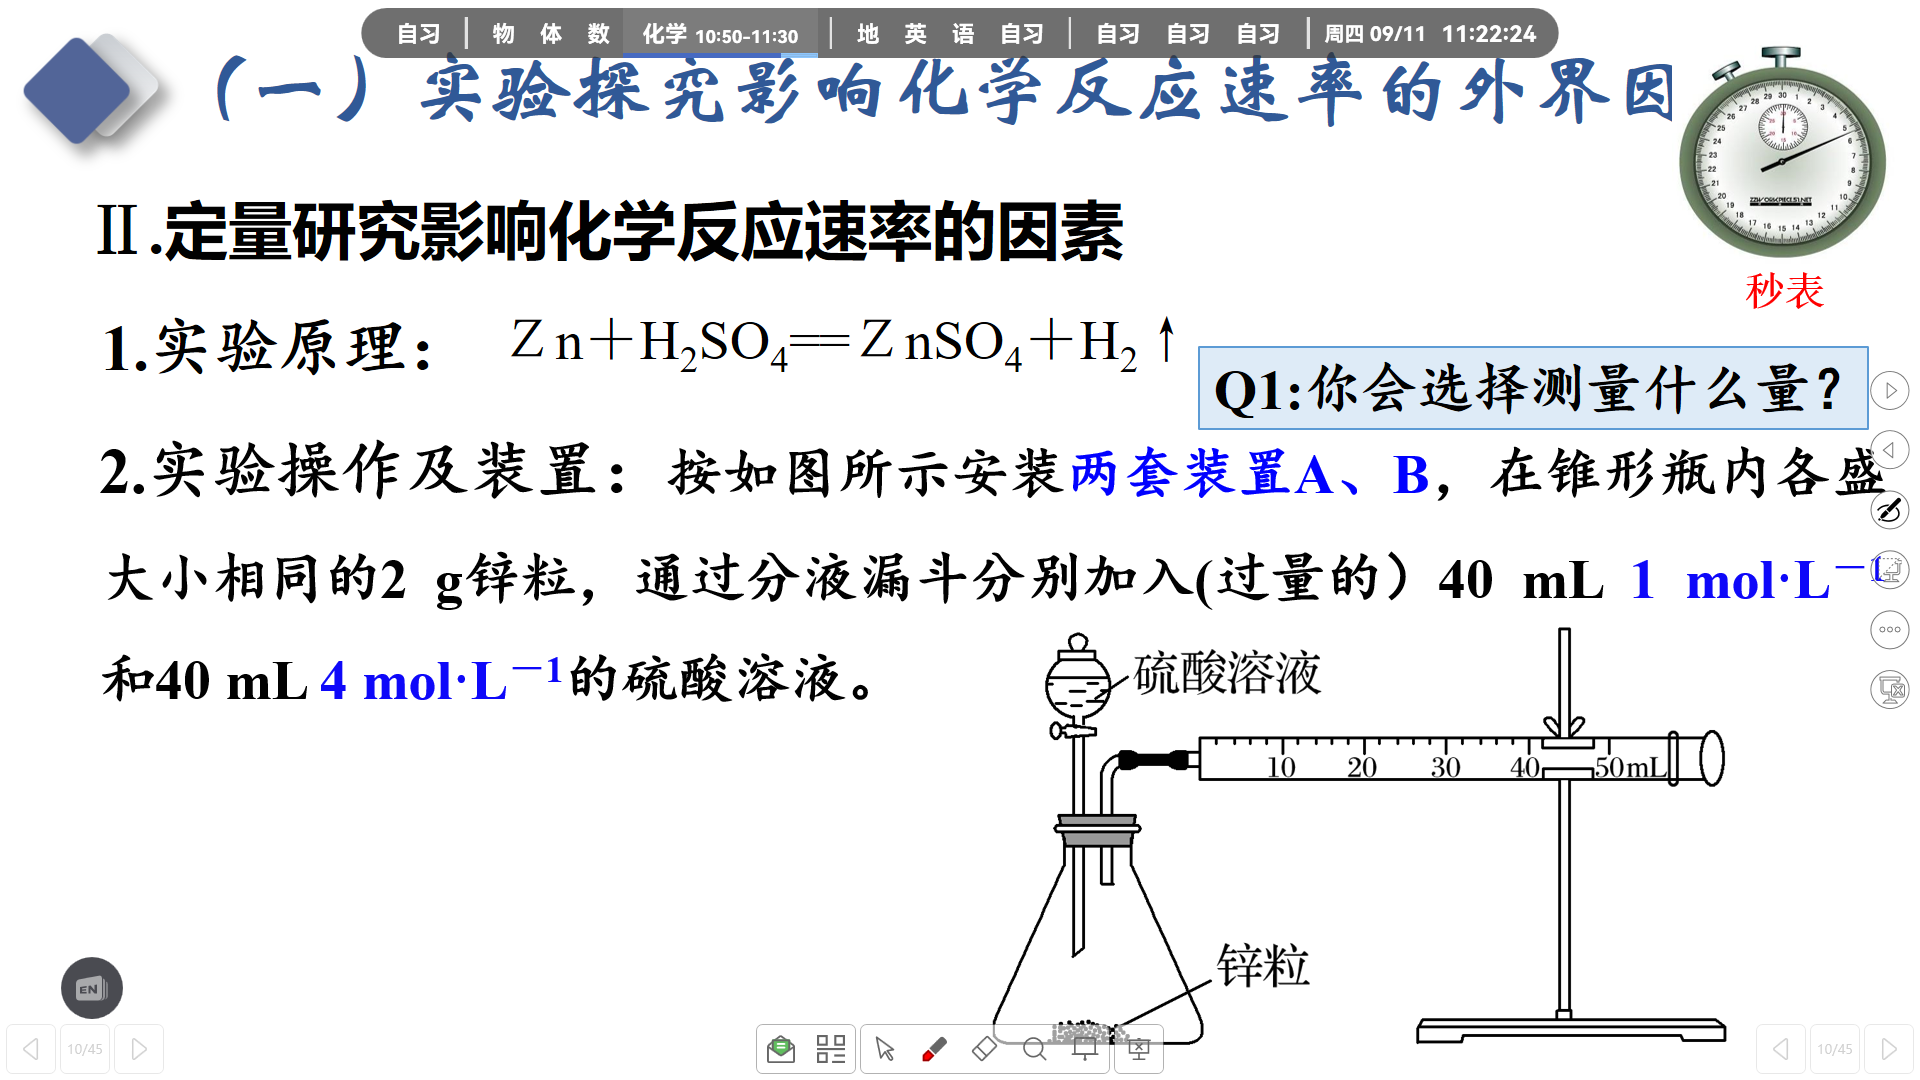 自习 | 物 体 数 化学 10:50-11:30 | 地 英 语 自习 | 自习 自习 自习 | 周四 09/11 11:22:24
（一）实验探究影响化学反应速率的外界因
秒表
Ⅱ.定量研究影响化学反应速率的因素
1.实验原理： Zn＋H₂SO₄==ZnSO₄＋H₂↑
Q1:你会选择测量什么量？
2.实验操作及装置：按如图所示安装两套装置A、B，在锥形瓶内各盛
大小相同的2 g锌粒，通过分液漏斗分别加入(过量的）40 mL 1 mol·L⁻¹
和40 mL 4 mol·L⁻¹的硫酸溶液。
硫酸溶液
10 20 30 40 50mL
锌粒
EN
10/45
10/45